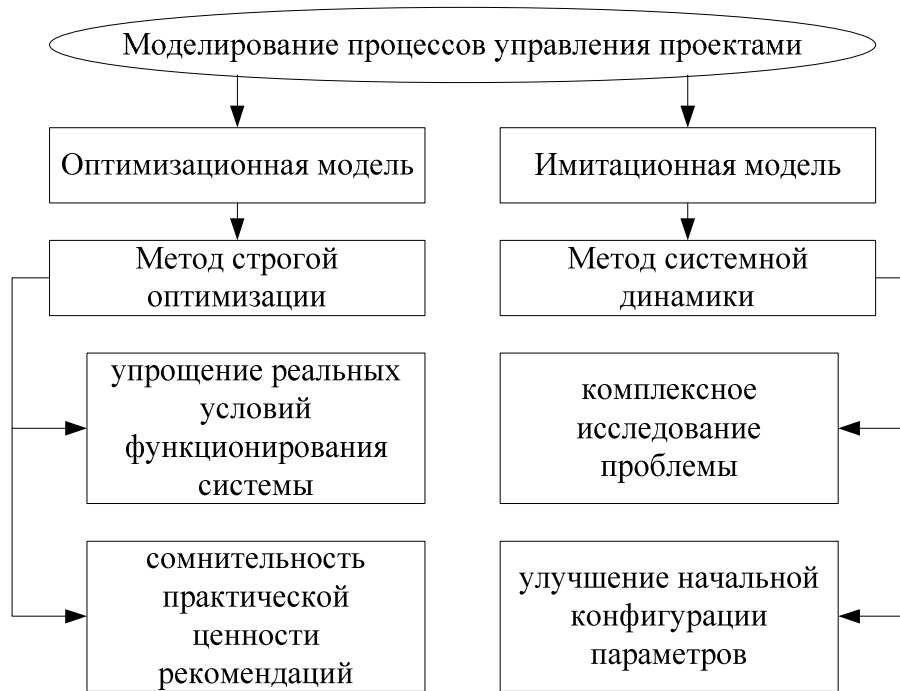 Моделирование процессов управления проектами
Оптимизационная модель
Имитационная модель
Метод строгой
оптимизации
Метод системной
динамики
упрощение реальных
условий
функционирования
системы
комплексное
исследование
проблемы
сомнительность
практической
ценности
рекомендаций
улучшение начальной
конфигурации
параметров